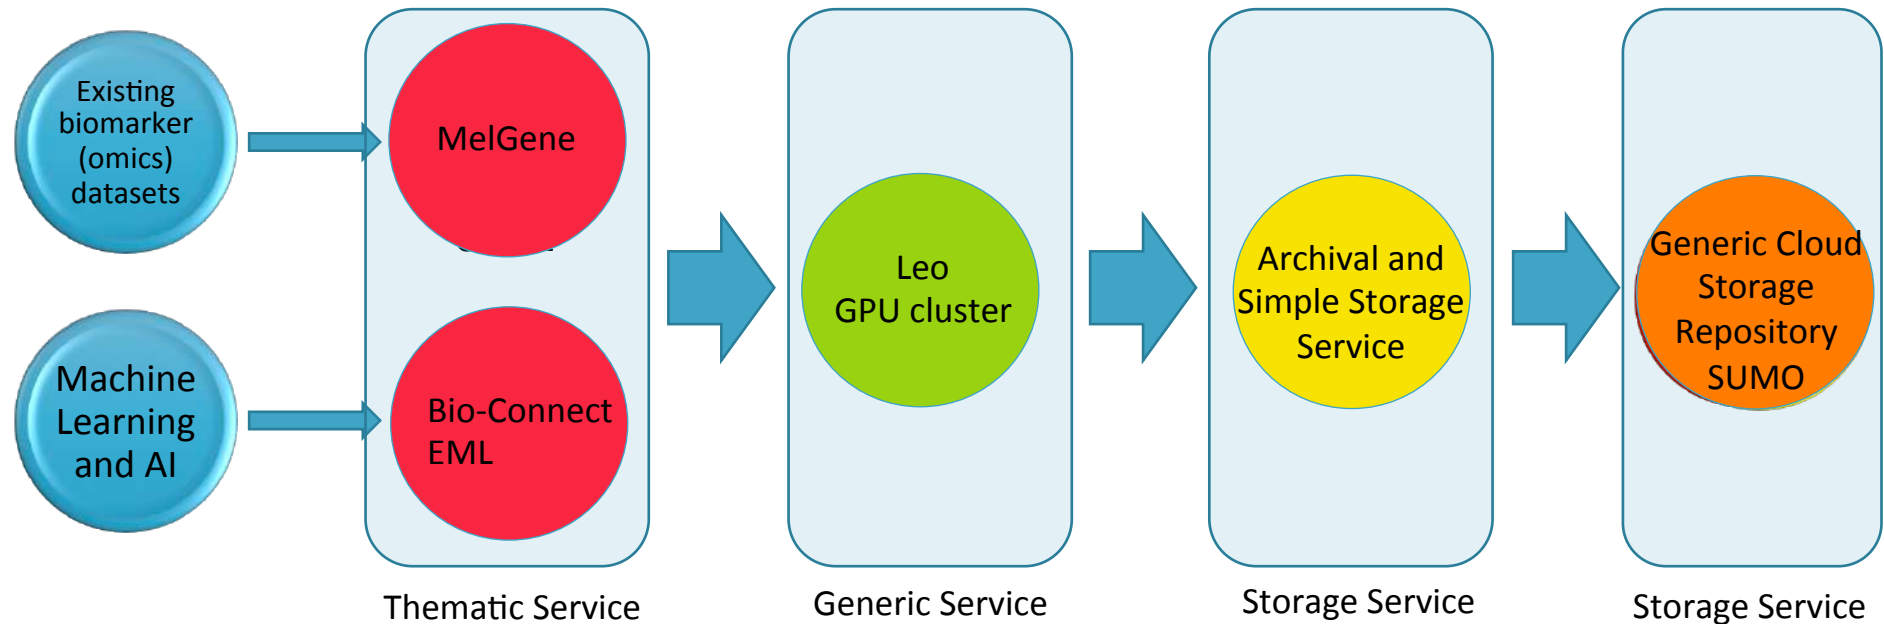 Existing
biomarker
(omics)
datasets
MelGene
Machine
Learning
and AI
Bio-Connect
EML
Thematic Service
Leo
GPU cluster
Generic Service
Archival and
Simple Storage
Service
Storage Service
Generic Cloud
Storage
Repository
SUMO
Storage Service